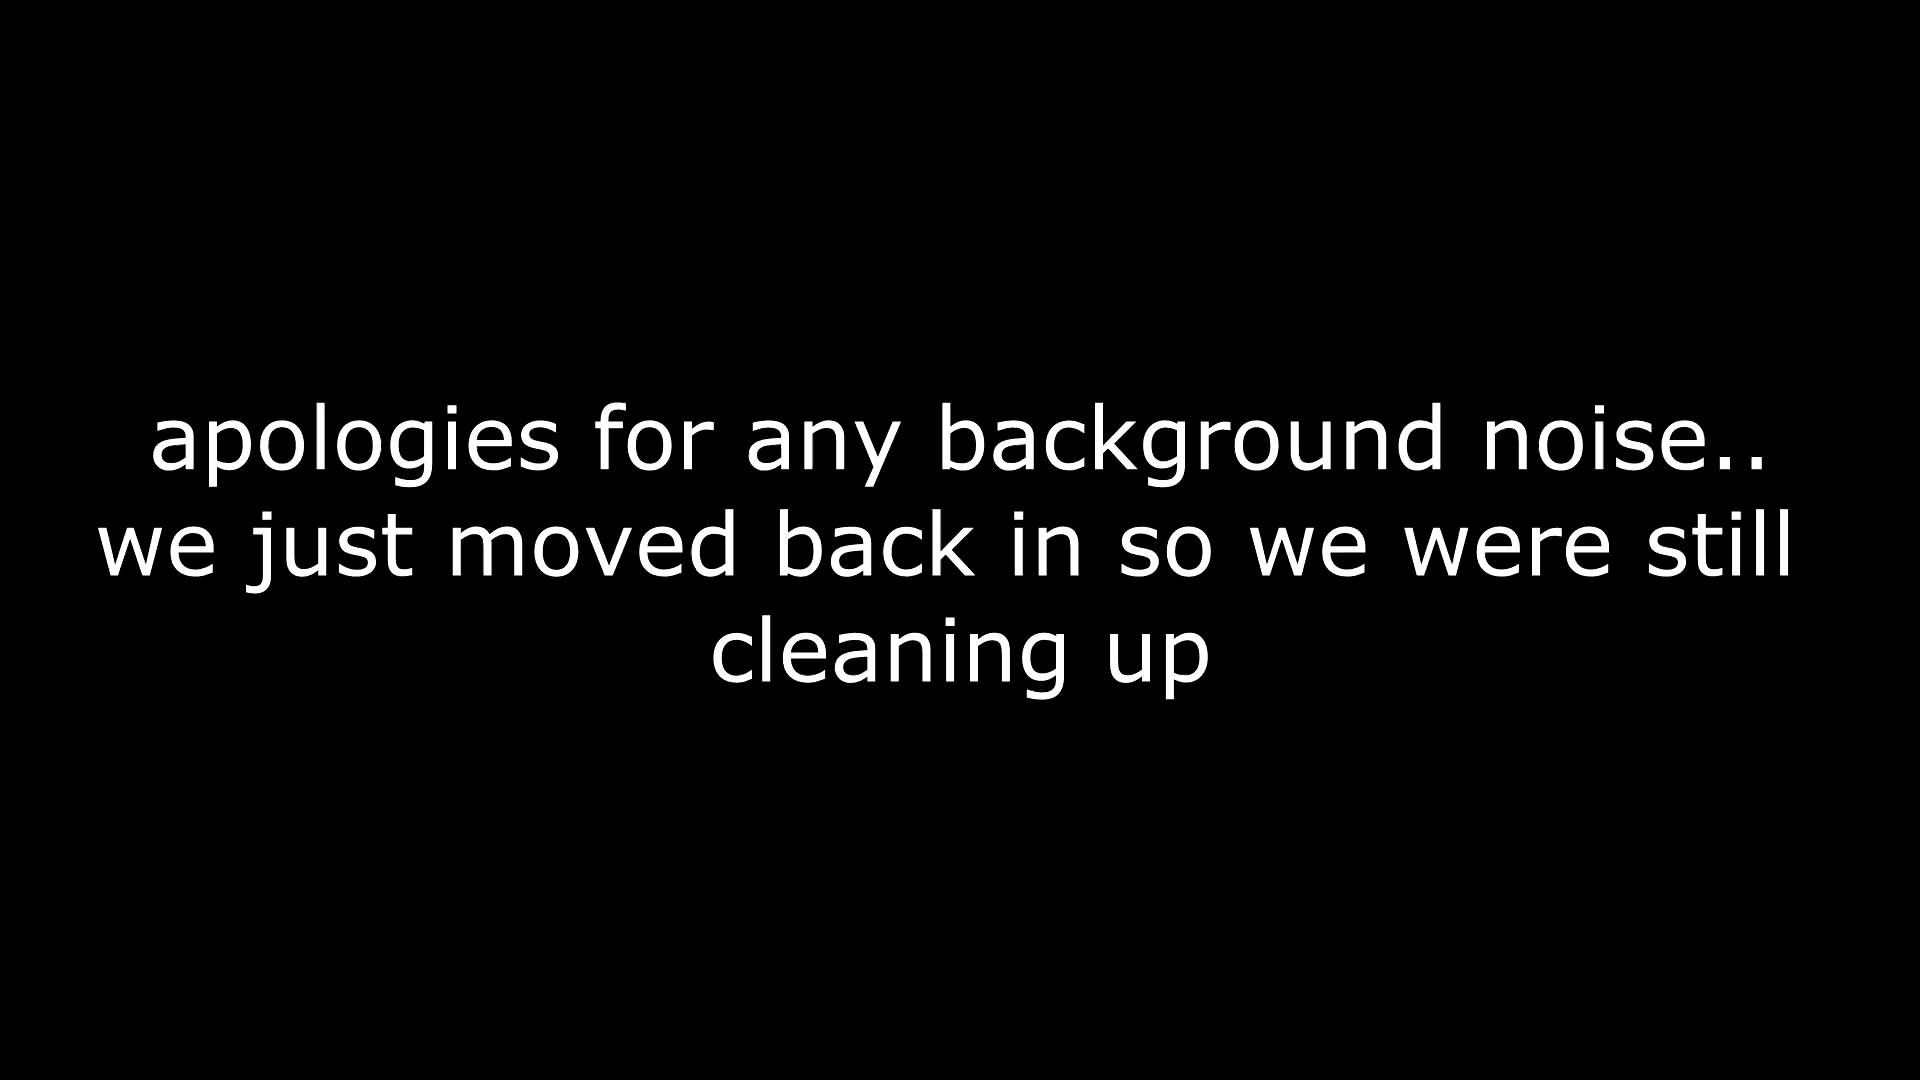 apologies for any background noise..
we just moved back in so we were still
cleaning up